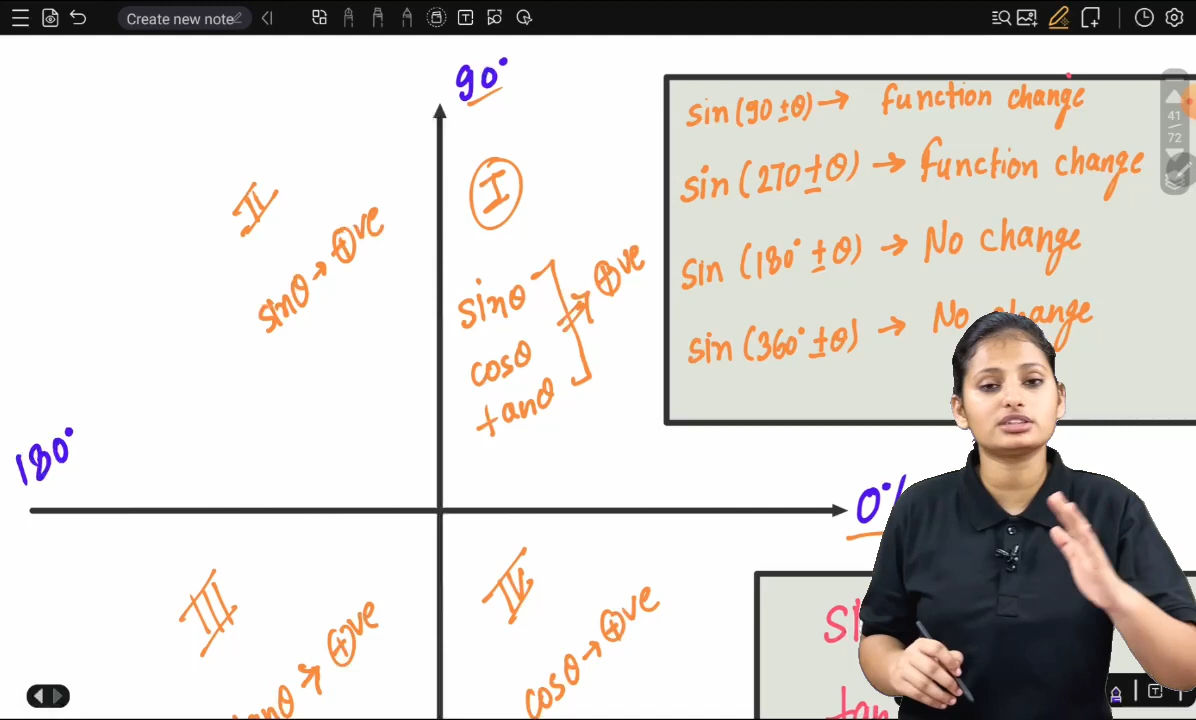 Create new note
90°
sin(90±θ) → function change
I
sin(270±θ) → function change
II
sinθ → ⊕ve
sin(180°±θ) → No change
sinθ
cosθ
tanθ
→ ⊕ve
sin(360°±θ) → No change
41
72
180°
0°/
III
→ ⊕ve
IV
cosθ → ⊕ve